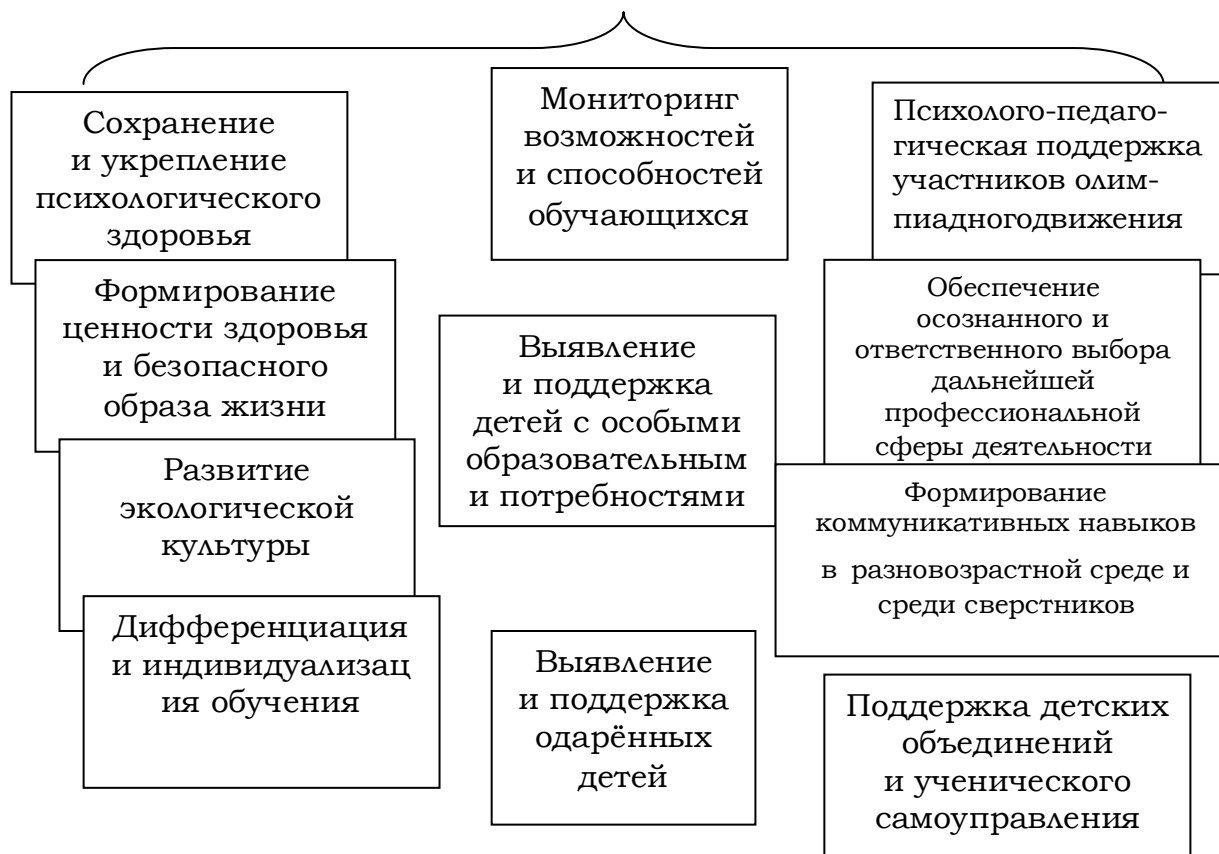 Сохранение
и укрепление
психологического
здоровья
Формирование
ценности здоровья
и безопасного
образа жизни
Развитие
экологической
культуры
Дифференциация
и индивидуализац
ия обучения
Мониторинг
возможностей
и способностей
обучающихся
Выявление
и поддержка
детей с особыми
образовательным
и потребностями
Выявление
и поддержка
одарённых
детей
Психолого-педаго-
гическая поддержка
участников олим-
пиадногодвижения
Обеспечение
осознанного и
ответственного выбора
дальнейшей
профессиональной
сферы деятельности
Формирование
коммуникативных навыков
в разновозрастной среде и
среди сверстников
Поддержка детских
объединений
и ученического
самоуправления